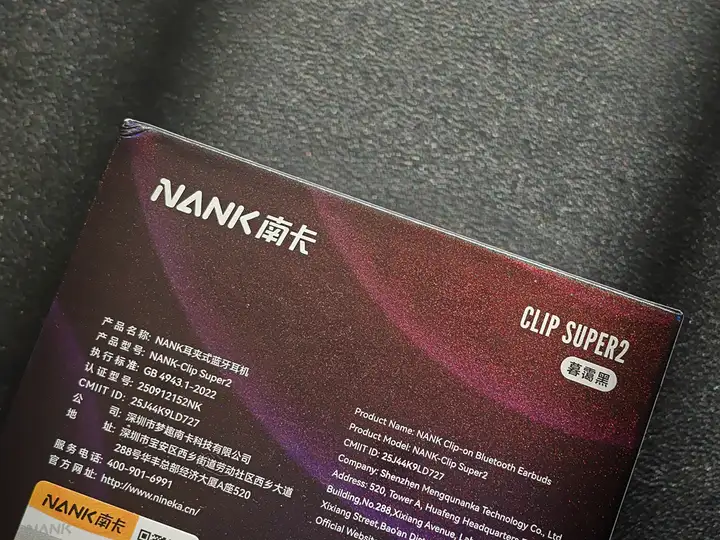 NANK南卡
CLIP SUPER2
暮霭黑
产品名称: NANK耳夹式蓝牙耳机
产品型号: NANK-Clip Super2
执行标准: GB 4943.1-2022
认证型号: 250912152NK
CMIIT ID: 25J44K9LD727
公 司: 深圳市梦趣南卡科技有限公司
地 址: 深圳市宝安区西乡街道劳动社区西乡大道
288号华丰总部经济大厦A座520
服务电话: 400-901-6991
官方网址: http://www.nineka.cn/
Product Name: NANK Clip-on Bluetooth Earbuds
Product Model: NANK-Clip Super2
CMIIT ID: 25J44K9LD727
Company: Shenzhen Mengqunanka Technology Co., Ltd
Address: 520, Tower A, Huafeng Headquarters
Building,No.288,Xixiang Avenue,
Xixiang Street,Bao'an
Official Website
NANK南卡
NANK